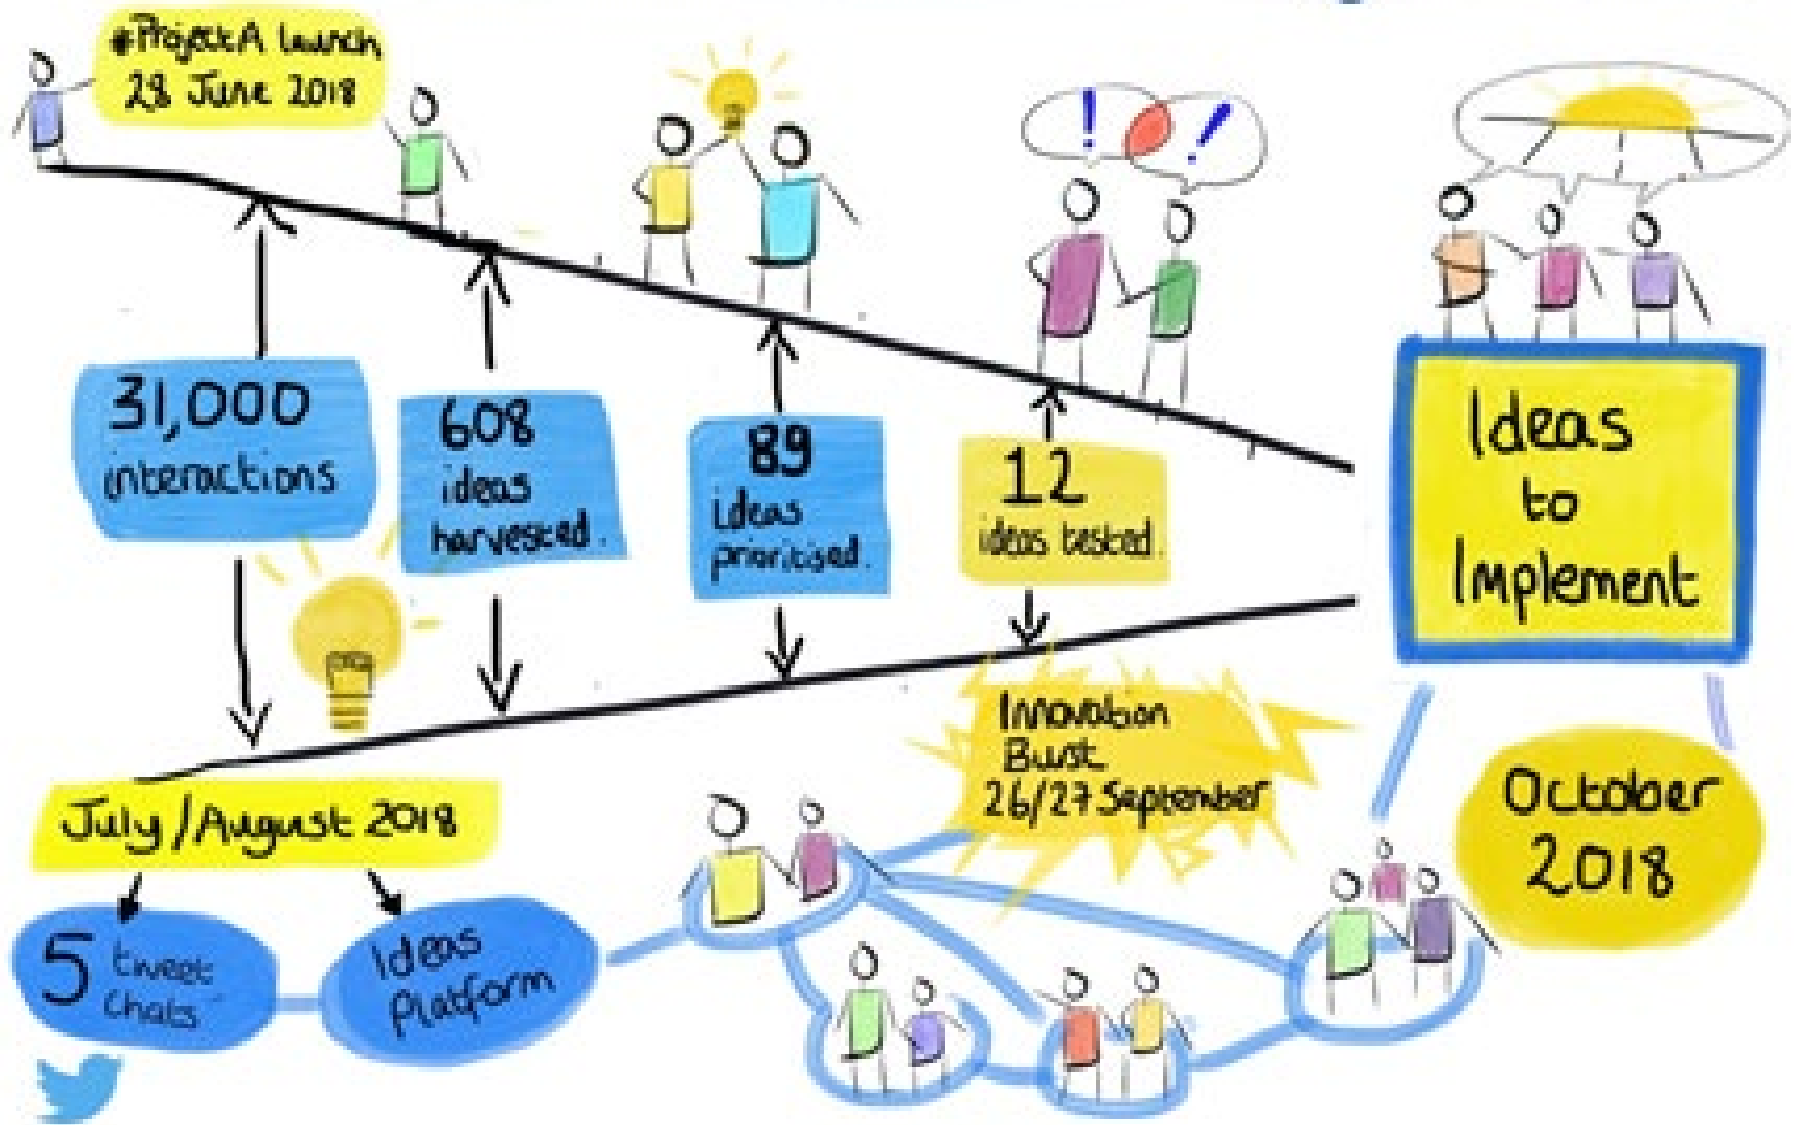 #ProjectA launch
28 June 2018
31,000
interactions
608
ideas
harvested.
89
ideas
prioritised.
12
ideas tested.
Ideas
to
Implement
Innovation
Burst
26/27 September
July/August 2018
5 tweet
chats
Ideas
Platform
October
2018